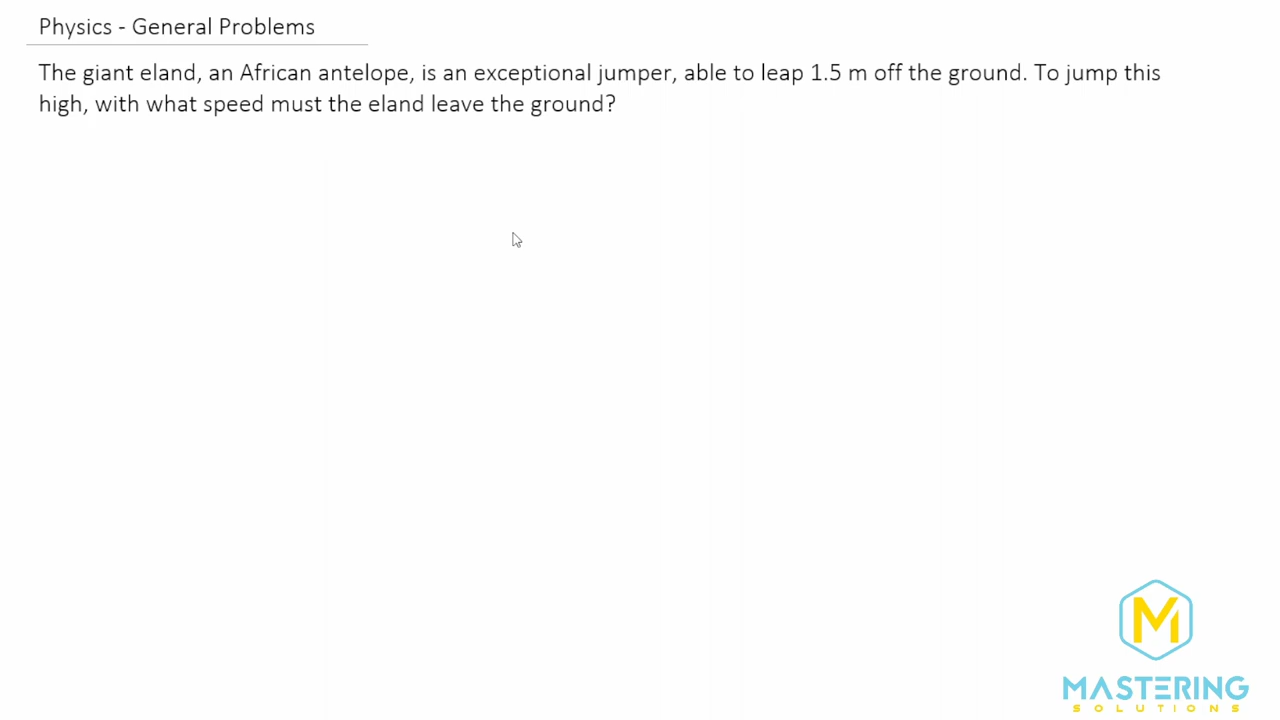 Physics - General Problems
The giant eland, an African antelope, is an exceptional jumper, able to leap 1.5 m off the ground. To jump this
high, with what speed must the eland leave the ground?
M
MASTERING
SOLUTIONS